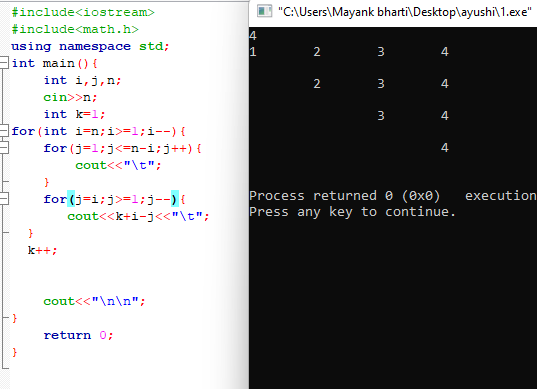 #include<iostream>
#include<math.h>
using namespace std;
int main(){
    int i,j,n;
    cin>>n;
    int k=1;
for(int i=n;i>=1;i--){
    for(j=1;j<=n-i;j++){
        cout<<"\t";
    }
    for(j=i;j>=1;j--){
       cout<<k+i-j<<"\t";
  }
  k++;
    cout<<"\n\n";
}
    return 0;
}
"C:\Users\Mayank bharti\Desktop\ayushi\1.exe"
4
1       2       3       4
        2       3       4
                3       4
                        4
Process returned 0 (0x0)   execution
Press any key to continue.